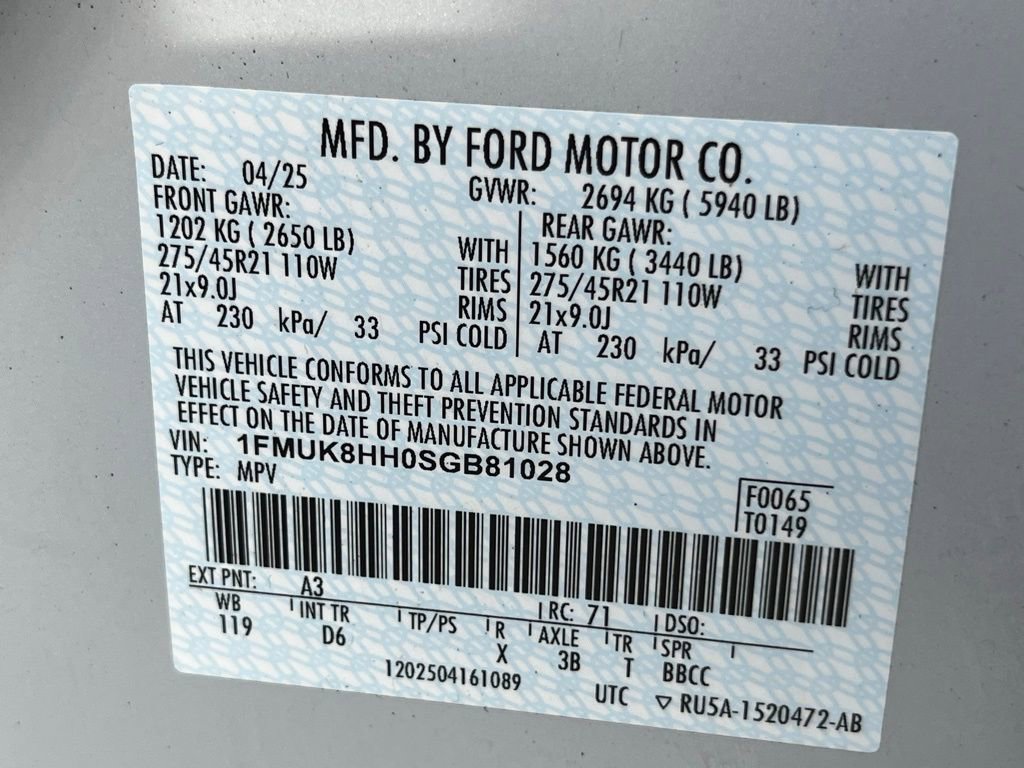 MFD. BY FORD MOTOR CO.
DATE: 04/25 GVWR: 2694 KG ( 5940 LB)
FRONT GAWR: REAR GAWR:
1202 KG ( 2650 LB) WITH 1560 KG ( 3440 LB) WITH
275/45R21 110W TIRES 275/45R21 110W TIRES
21x9.0J RIMS 21x9.0J RIMS
AT 230 kPa/ 33 PSI COLD AT 230 kPa/ 33 PSI COLD
THIS VEHICLE CONFORMS TO ALL APPLICABLE FEDERAL MOTOR
VEHICLE SAFETY AND THEFT PREVENTION STANDARDS IN
EFFECT ON THE DATE OF MANUFACTURE SHOWN ABOVE.
VIN: 1FMUK8HH0SGB81028
TYPE: MPV
F0065
T0149
EXT PNT: A3 RC: 71 DSO:
WB INT TR TP/PS R AXLE TR SPR
119 D6 X 3B T BBCC
1202504161089 UTC ▽ RU5A-1520472-AB